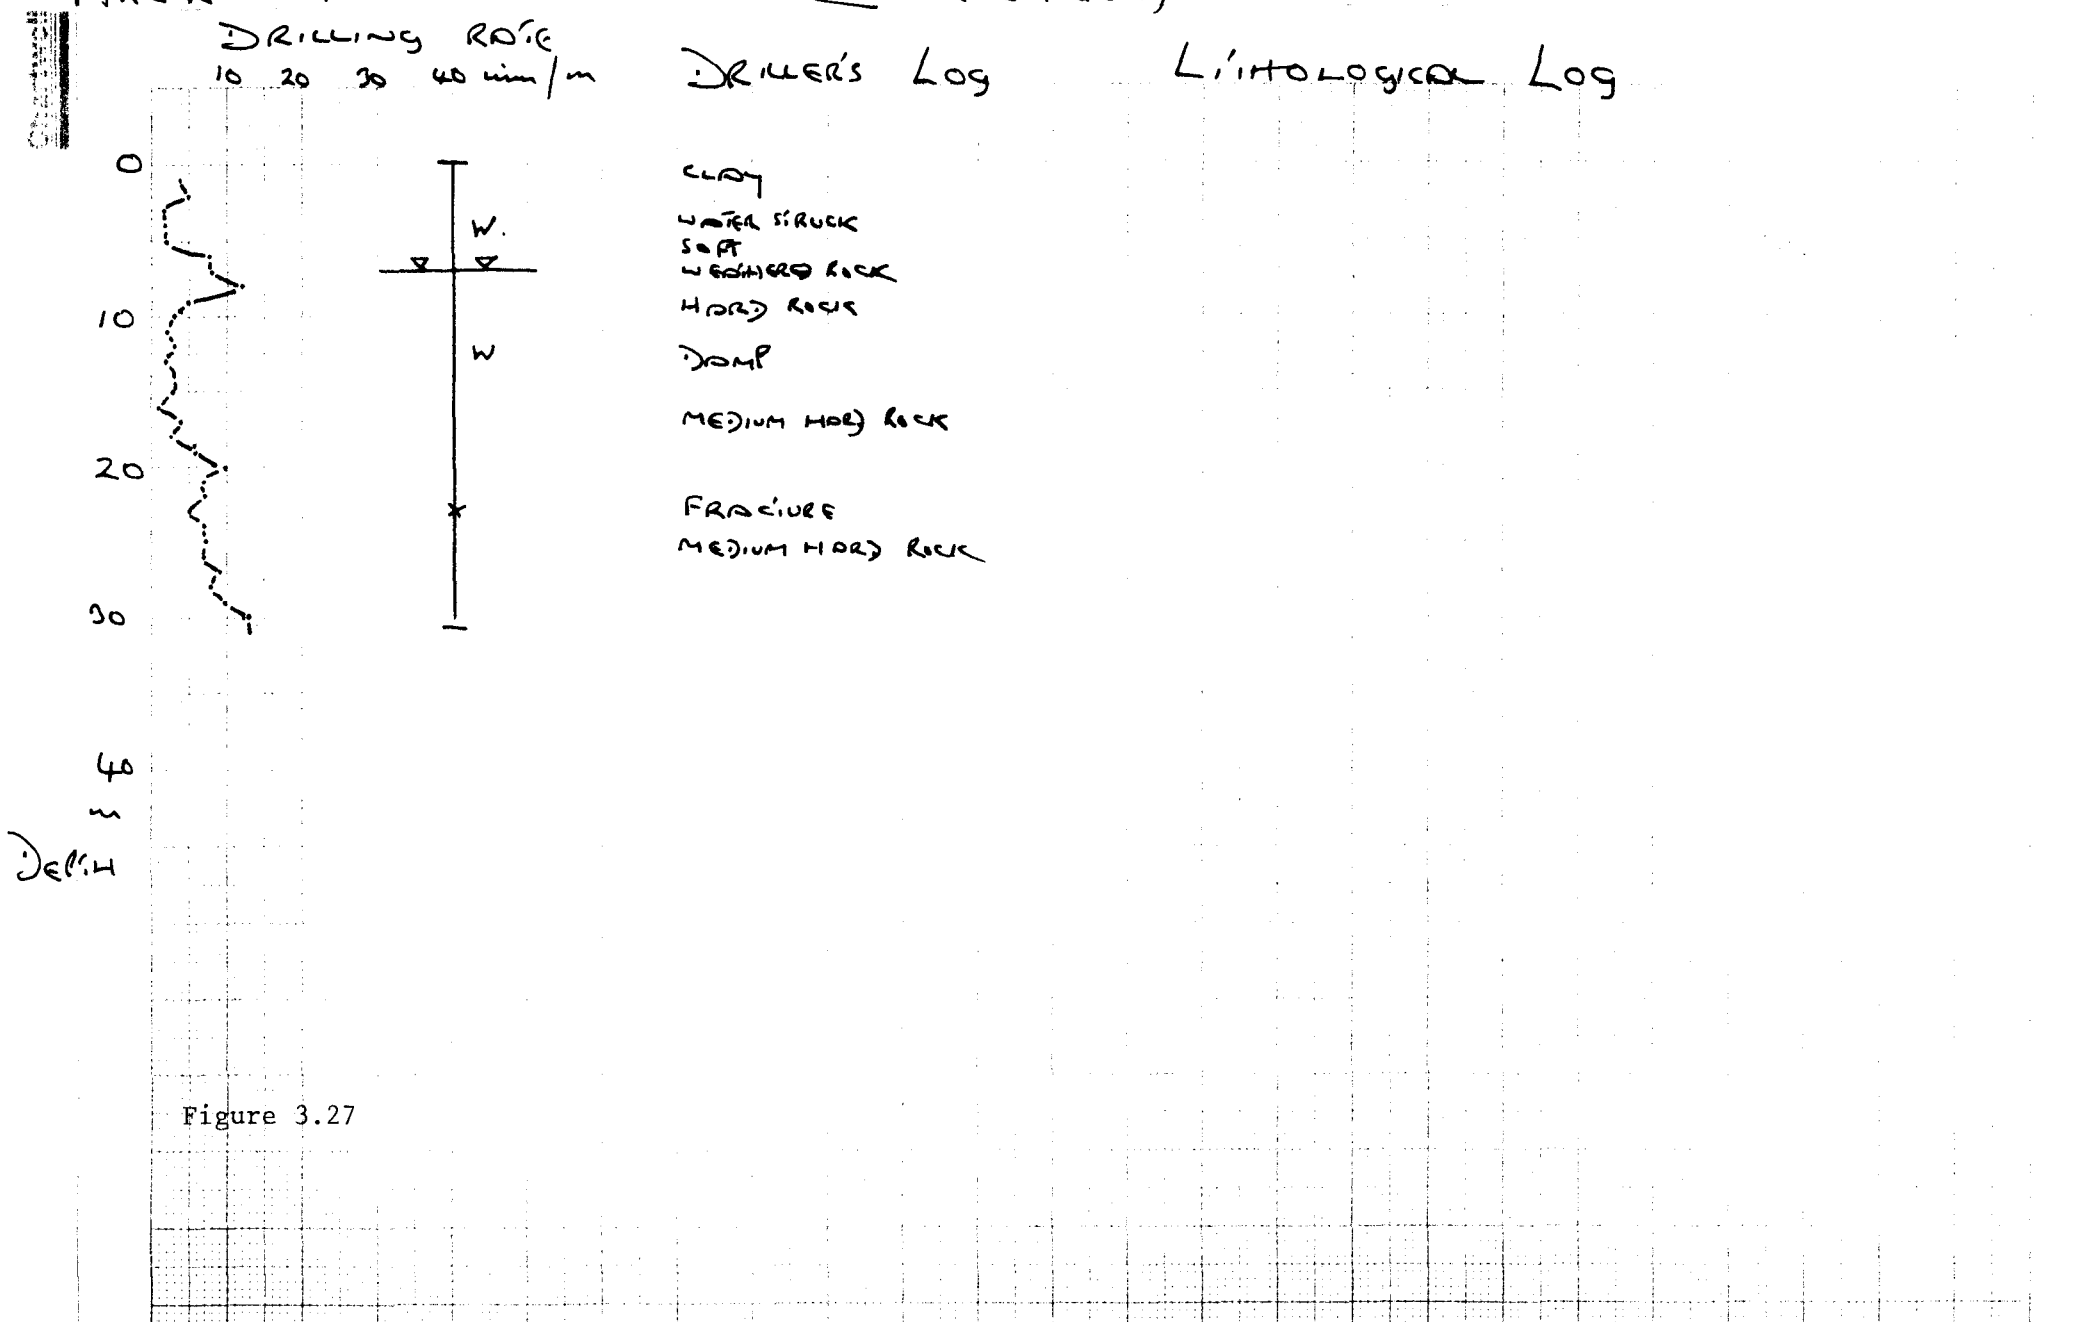 DRILLING RATE
10 20 30 40 min/m
DRILLER'S LOG
LITHOLOGICAL LOG
0
CLAY
W.
WATER STRUCK
SOFT
WEATHERED ROCK
10
HARD ROCK
W
DAMP
MEDIUM HARD ROCK
20
FRACTURE
MEDIUM HARD ROCK
30
40
m
DEPTH
Figure 3.27